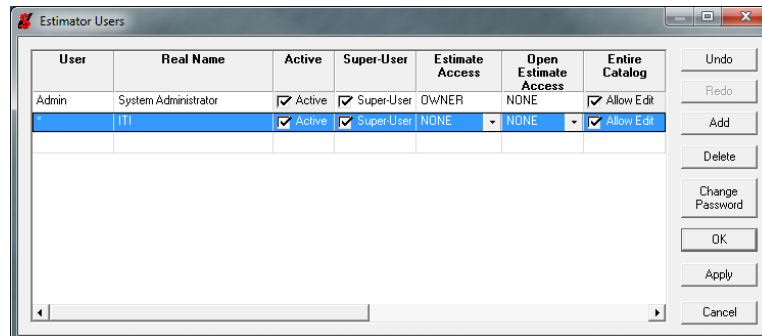 Estimator Users
User Real Name Active Super-User Estimate Access Open Estimate Access Entire Catalog
Admin System Administrator Active Super-User OWNER NONE Allow Edit
* ITI Active Super-User NONE NONE Allow Edit
Undo
Redo
Add
Delete
Change
Password
OK
Apply
Cancel